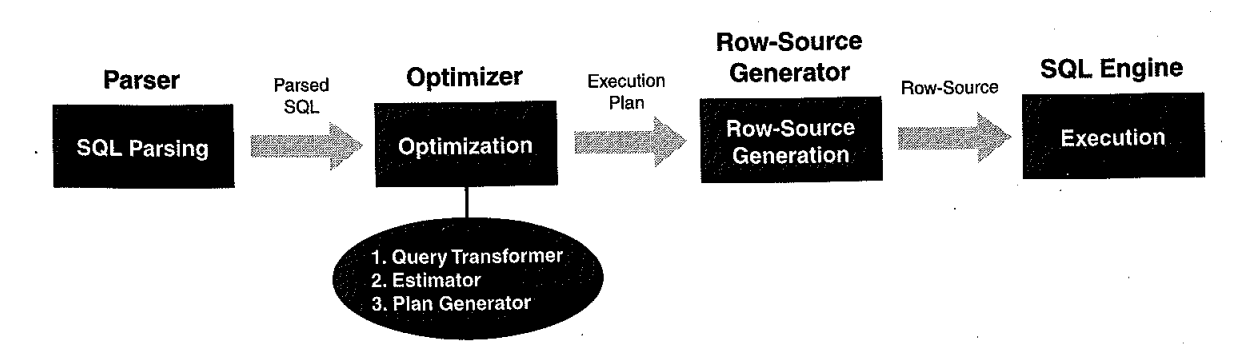 Parser
SQL Parsing
Parsed
SQL
Optimizer
Optimization
1. Query Transformer
2. Estimator
3. Plan Generator
Execution
Plan
Row-Source
Generator
Row-Source
Generation
Row-Source
SQL Engine
Execution